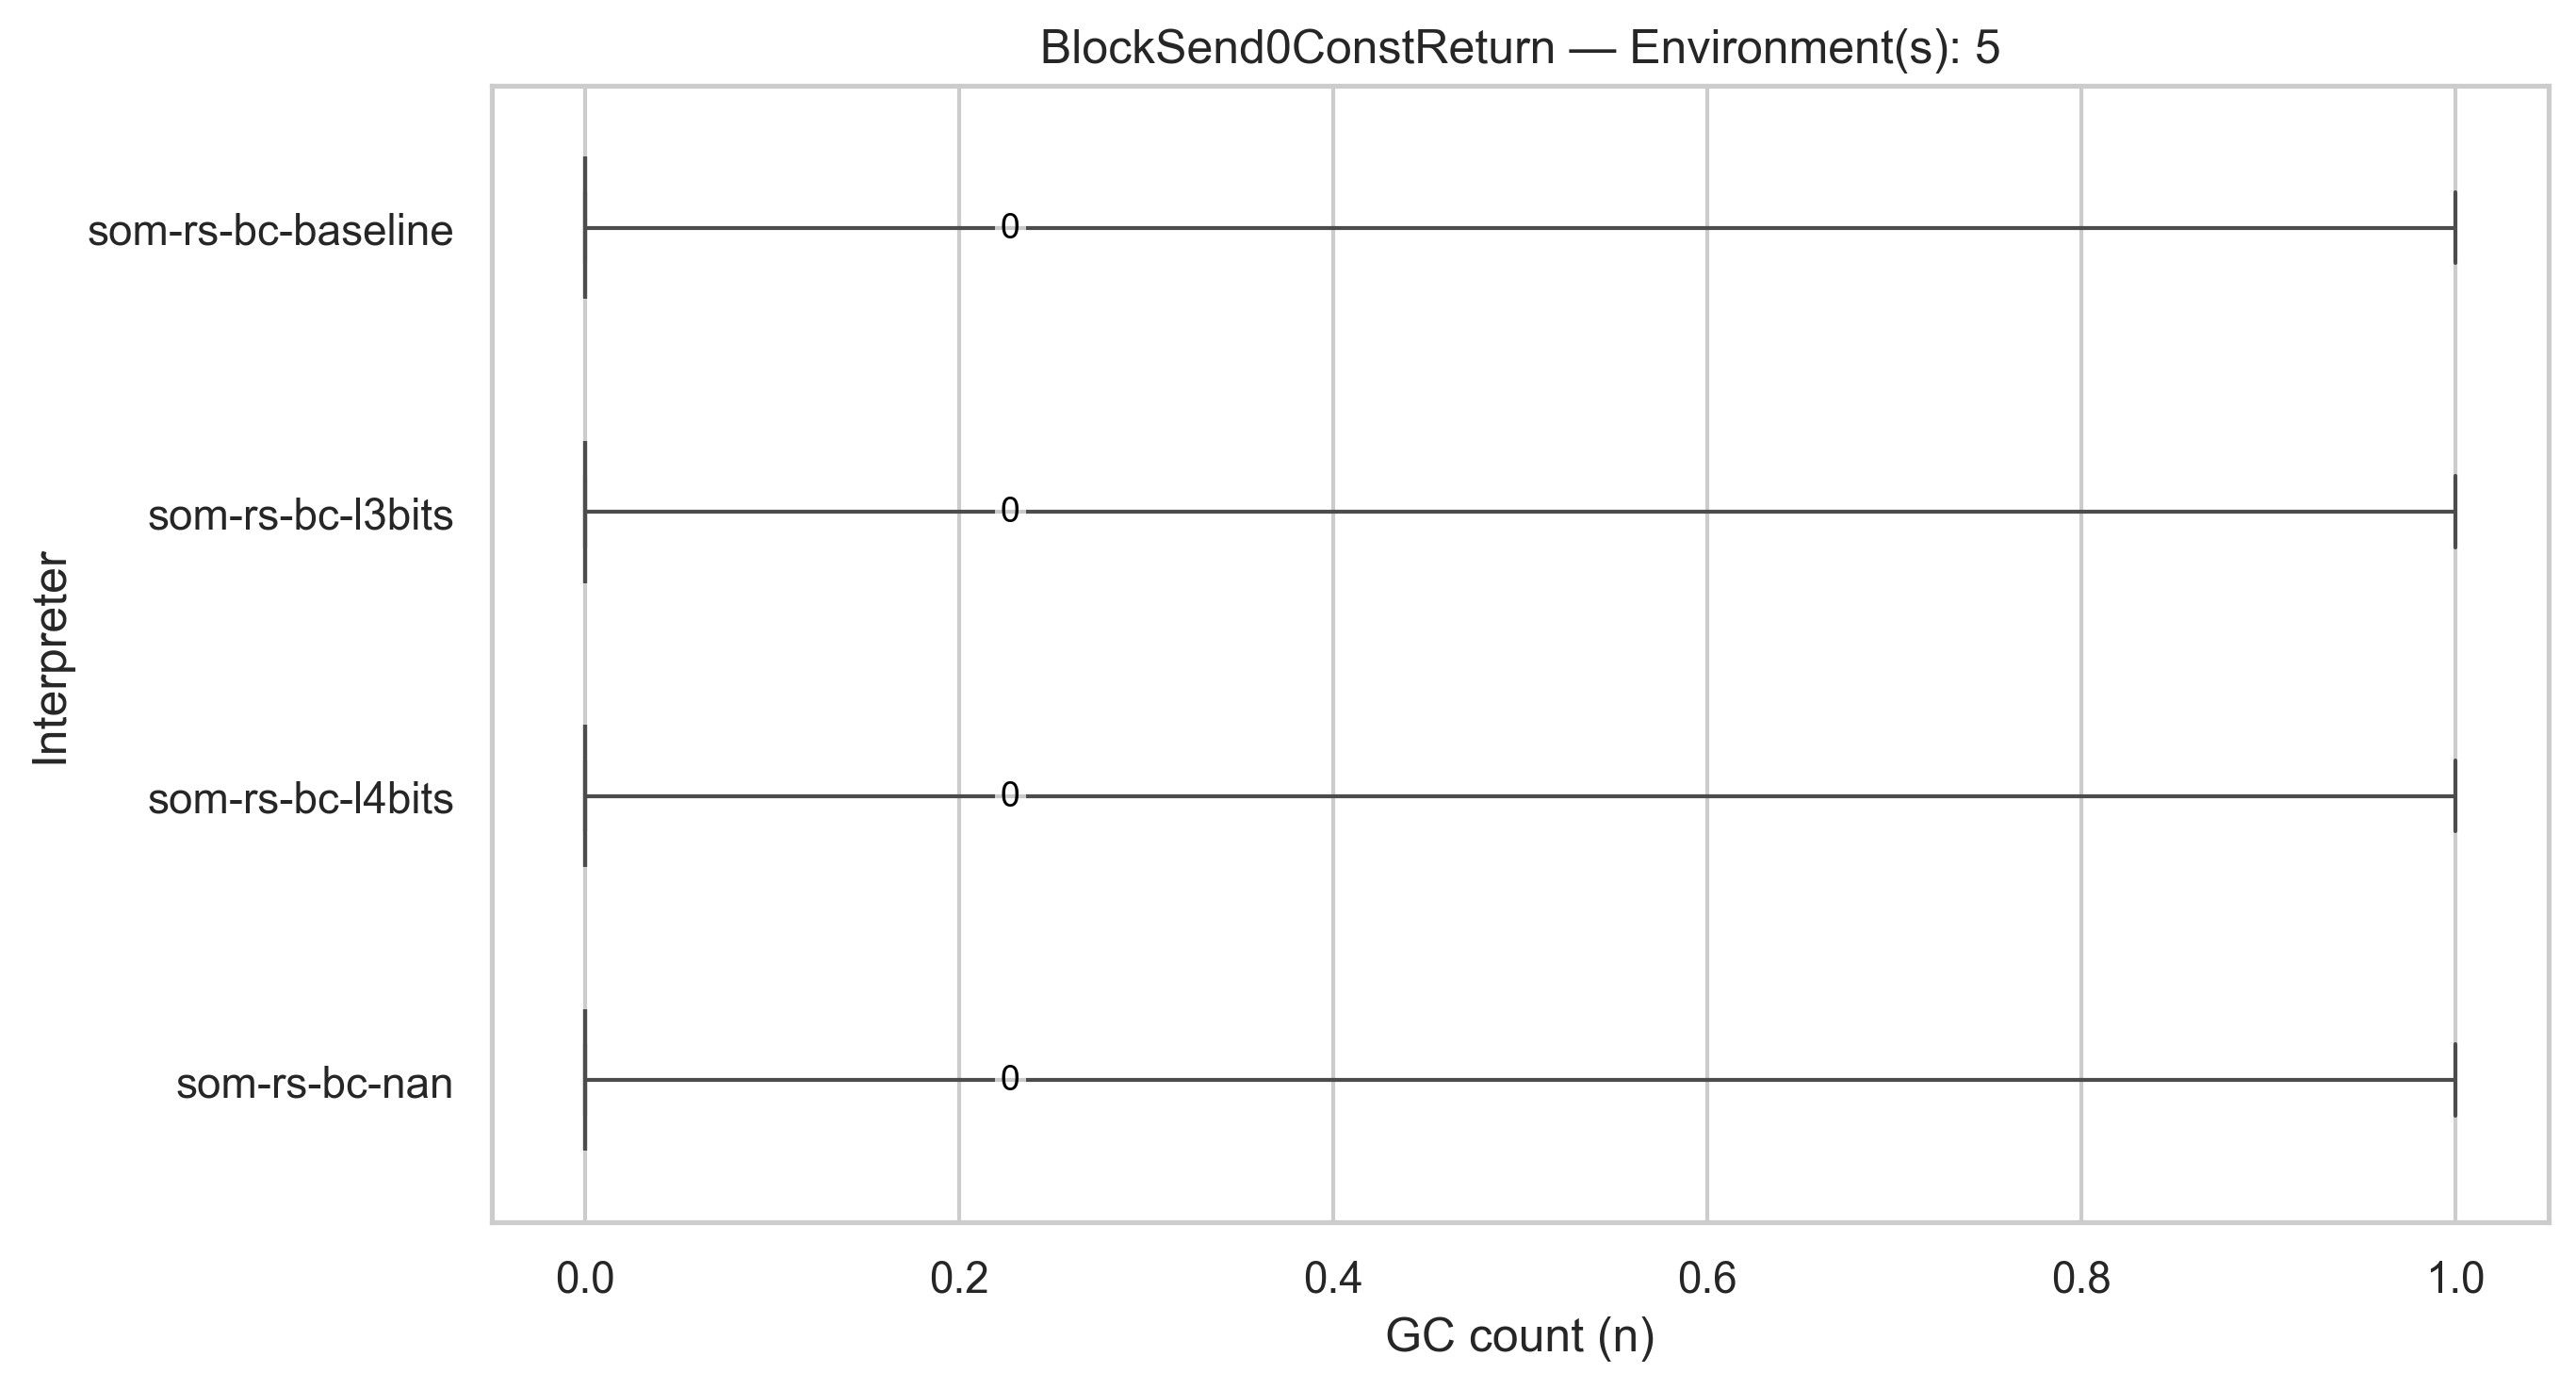 BlockSend0ConstReturn — Environment(s): 5
som-rs-bc-baseline
0
som-rs-bc-l3bits
0
som-rs-bc-l4bits
0
som-rs-bc-nan
0
Interpreter
0.0 0.2 0.4 0.6 0.8 1.0
GC count (n)